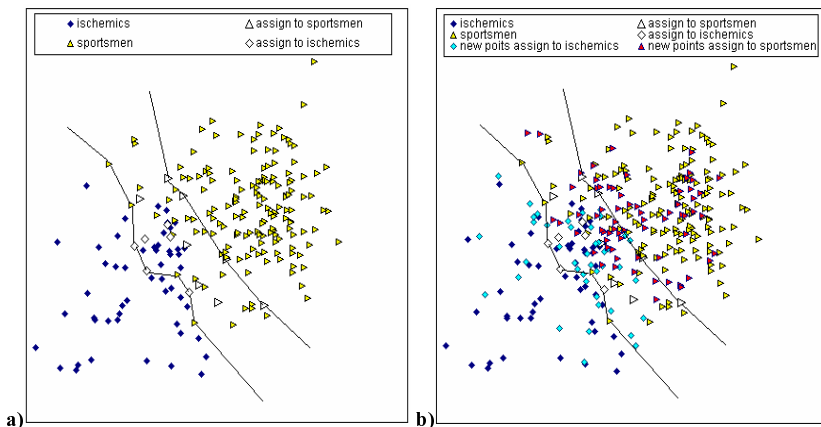 ischemics
assign to sportsmen
sportsmen
assign to ischemics
a)
ischemics
assign to sportsmen
sportsmen
assign to ischemics
new poits assign to ischemics
new points assign to sportsmen
b)